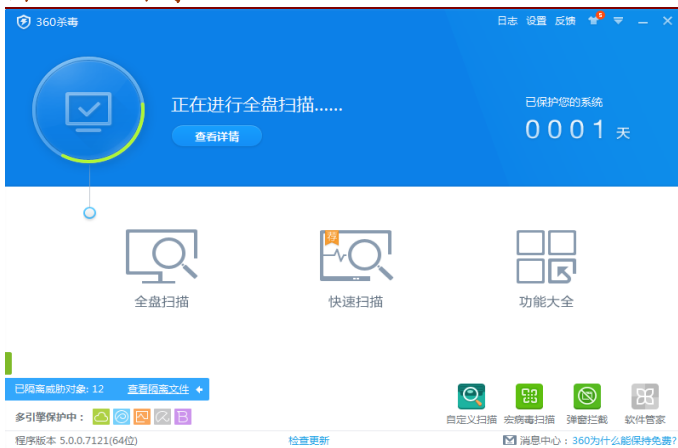 360杀毒
日志 设置 反馈
正在进行全盘扫描......
查看详情
已保护您的系统
0001 天
荐
全盘扫描
快速扫描
功能大全
已隔离威胁对象: 12 查看隔离文件
自定义扫描 宏病毒扫描 弹窗拦截 软件管家
多引擎保护中：
程序版本 5.0.0.7121(64位)
检查更新
消息中心：360为什么能保持免费?